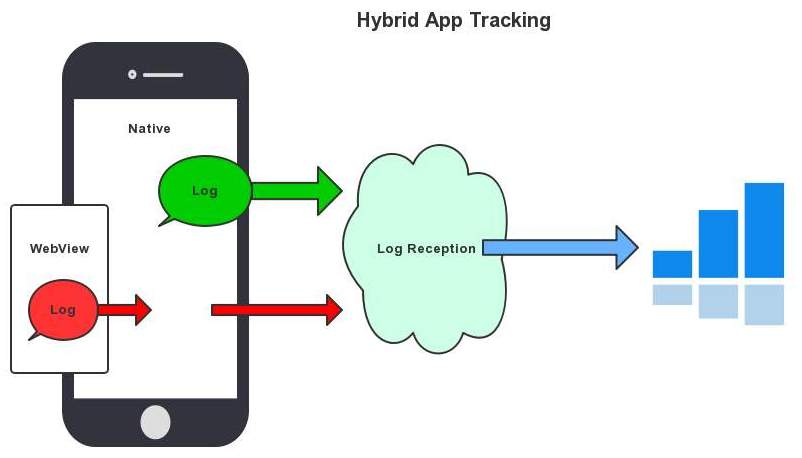 Hybrid App Tracking
Native
Log
WebView
Log Reception
Log